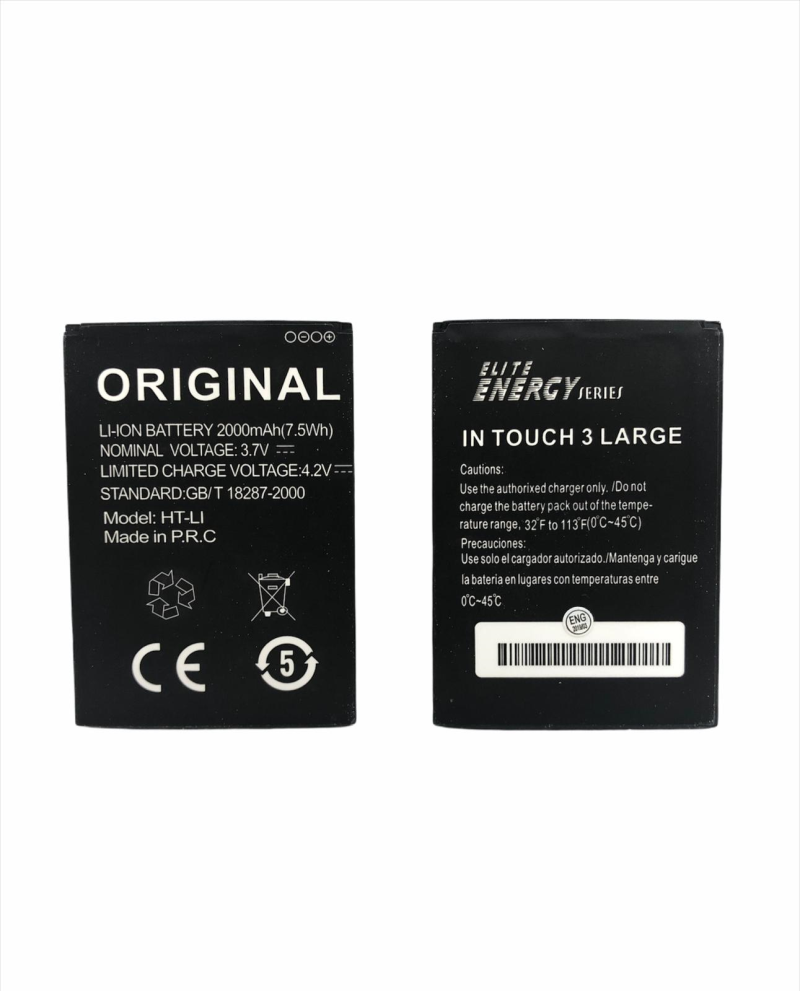 ORIGINAL
LI-ION BATTERY 2000mAh(7.5Wh)
NOMINAL VOLTAGE: 3.7V
LIMITED CHARGE VOLTAGE:4.2V
STANDARD:GB/T 18287-2000
Model: HT-LI
Made in P.R.C
CE
5
ELITE
ENERGY SERIES
IN TOUCH 3 LARGE
Cautions:
Use the authorixed charger only. /Do not
charge the battery pack out of the tempe-
rature range, 32°F to 113°F(0°C~45°C)
Precauciones:
Use solo el cargador autorizado./Mantenga y carigue
la bateria en lugares con temperaturas entre
0°C~45°C
ENG